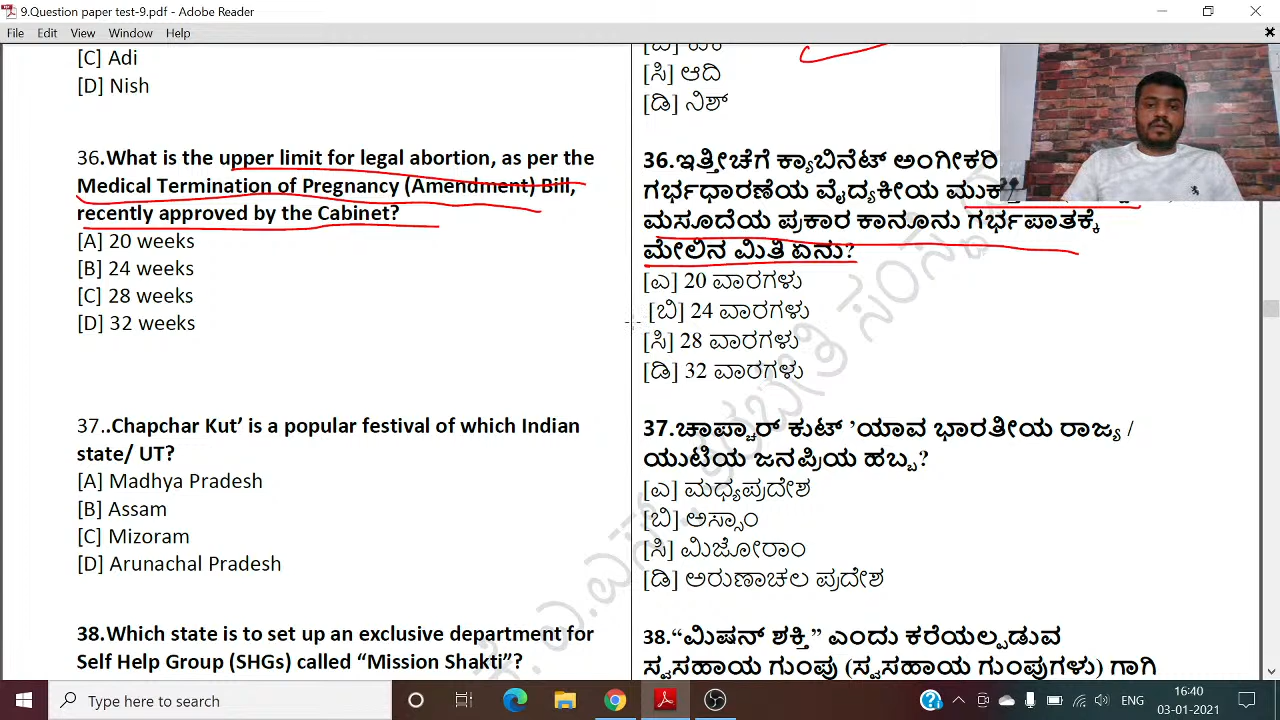 9.Question paper test-9.pdf - Adobe Reader
File Edit View Window Help
[C] Adi
[D] Nish
36.What is the upper limit for legal abortion, as per the
Medical Termination of Pregnancy (Amendment) Bill,
recently approved by the Cabinet?
[A] 20 weeks
[B] 24 weeks
[C] 28 weeks
[D] 32 weeks
37..Chapchar Kut’ is a popular festival of which Indian
state/ UT?
[A] Madhya Pradesh
[B] Assam
[C] Mizoram
[D] Arunachal Pradesh
38.Which state is to set up an exclusive department for
Self Help Group (SHGs) called “Mission Shakti”?
[ಸಿ] ಆದಿ
[ಡಿ] ನಿಶ್
36.ಇತ್ತೀಚೆಗೆ ಕ್ಯಾಬಿನೆಟ್ ಅಂಗೀಕರಿ
ಗರ್ಭಧಾರಣೆಯ ವೈದ್ಯಕೀಯ
ಮಸೂದೆಯ ಪ್ರಕಾರ ಕಾನೂನು ಗರ್ಭಪಾತಕ್ಕೆ
ಮೇಲಿನ ಮಿತಿ ಏನು?
[ಎ] 20 ವಾರಗಳು
[ಬಿ] 24 ವಾರಗಳು
[ಸಿ] 28 ವಾರಗಳು
[ಡಿ] 32 ವಾರಗಳು
37.ಚಾಪ್ಚಾರ್ ಕುಟ್ ’ಯಾವ ಭಾರತೀಯ ರಾಜ್ಯ /
ಯುಟಿಯ ಜನಪ್ರಿಯ ಹಬ್ಬ?
[ಎ] ಮಧ್ಯಪ್ರದೇಶ
[ಬಿ] ಅಸ್ಸಾಂ
[ಸಿ] ಮಿಜೋರಾಂ
[ಡಿ] ಅರುಣಾಚಲ ಪ್ರದೇಶ
38.“ಮಿಷನ್ ಶಕ್ತಿ” ಎಂದು ಕರೆಯಲ್ಪಡುವ
ಸ್ವಸಹಾಯ ಗುಂಪು (ಸ್ವಸಹಾಯ ಗುಂಪುಗಳು) ಗಾಗಿ
Type here to search
ENG
16:40
03-01-2021